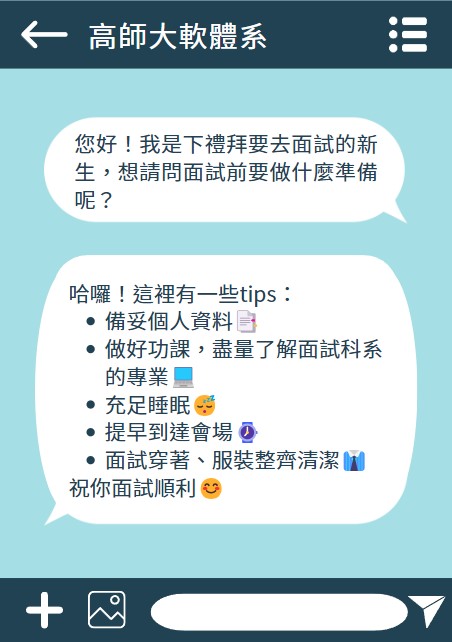 高師大軟體系
您好！我是下禮拜要去面試的新
生，想請問面試前要做什麼準備
呢？
哈囉！這裡有一些tips：
• 備妥個人資料📑
• 做好功課，盡量了解面試科系
的專業💻
• 充足睡眠😴
• 提早到達會場⌚
• 面試穿著、服裝整齊清潔👔
祝你面試順利😊